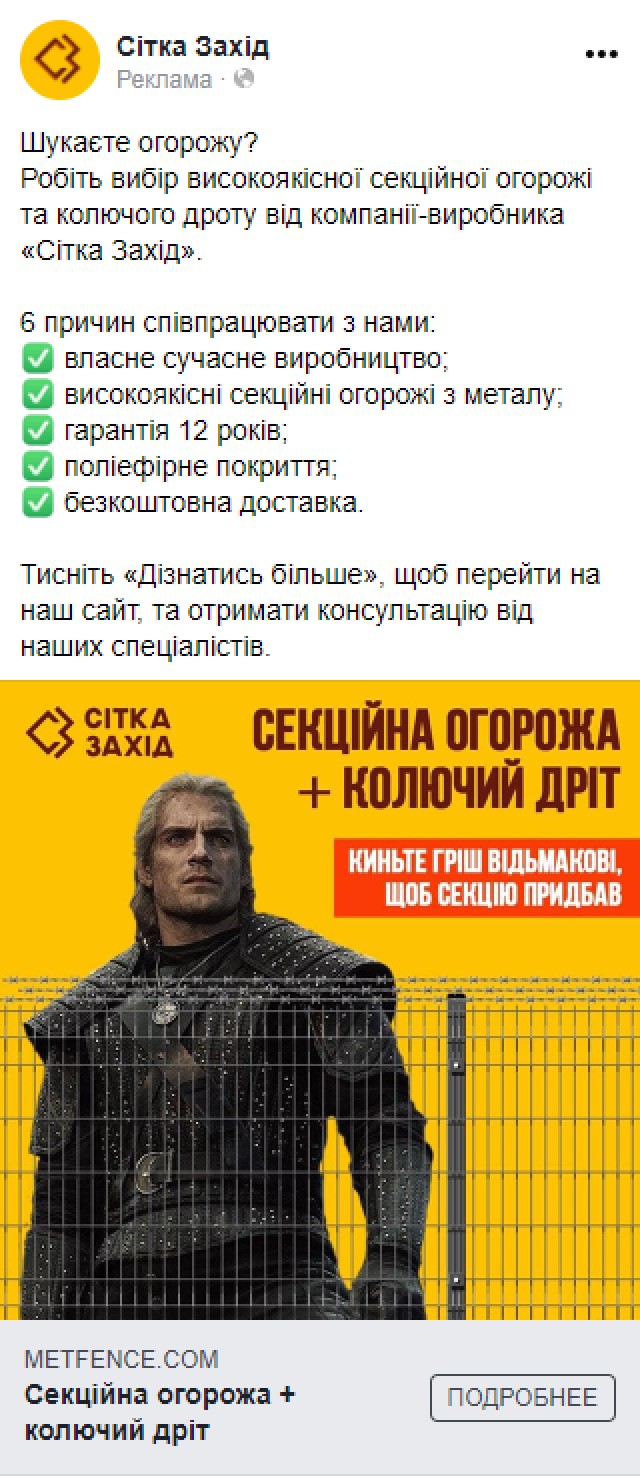 Сітка Захід
Реклама ·
Шукаєте огорожу?
Робіть вибір високоякісної секційної огорожі
та колючого дроту від компанії-виробника
«Сітка Захід».
6 причин співпрацювати з нами:
✅ власне сучасне виробництво;
✅ високоякісні секційні огорожі з металу;
✅ гарантія 12 років;
✅ поліефірне покриття;
✅ безкоштовна доставка.
Тисніть «Дізнатись більше», щоб перейти на
наш сайт, та отримати консультацію від
наших спеціалістів.
СІТКА
ЗАХІД
СЕКЦІЙНА ОГОРОЖА
+ КОЛЮЧИЙ ДРІТ
КИНЬТЕ ГРІШ ВІДЬМАКОВІ,
ЩОБ СЕКЦІЮ ПРИДБАВ
METFENCE.COM
Секційна огорожа +
колючий дріт
ПОДРОБНЕЕ